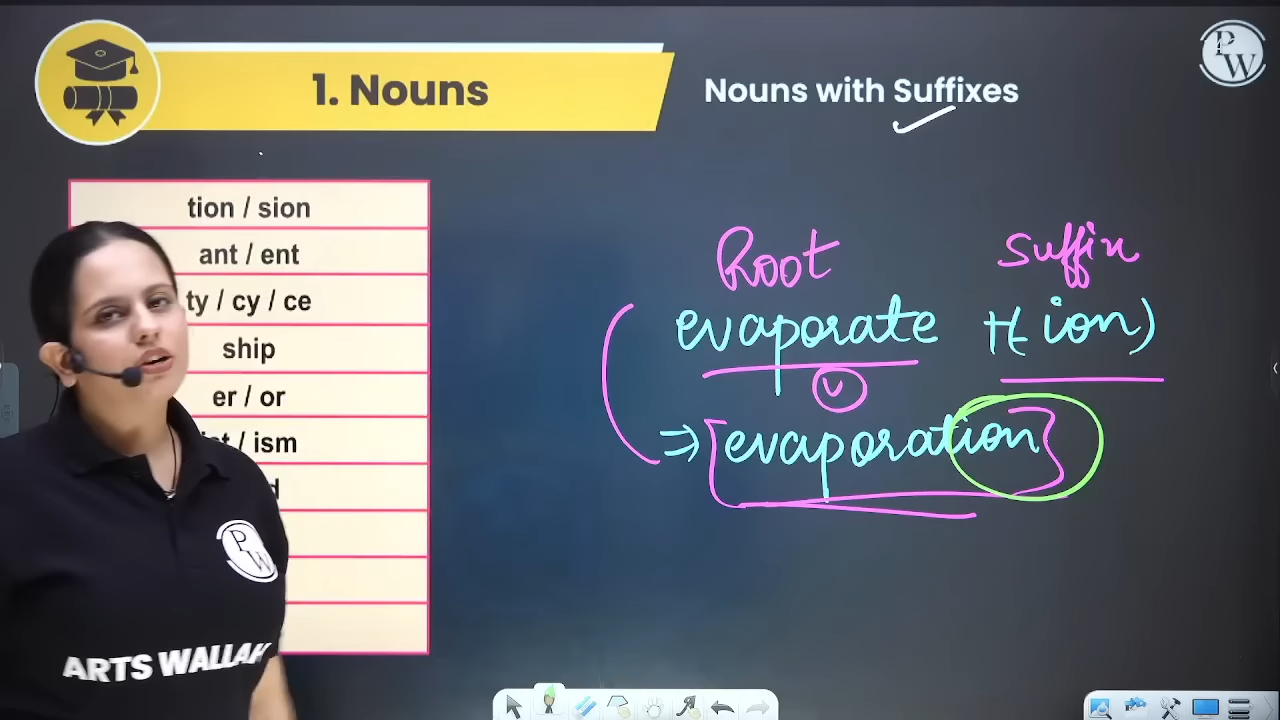 1. Nouns
Nouns with Suffixes
PW
tion / sion
ant / ent
ty / cy / ce
ship
er / or
/ ism
Root
Suffix
evaporate +(ion)
v
⇒ [evaporation]
PW
ARTS WALLAH